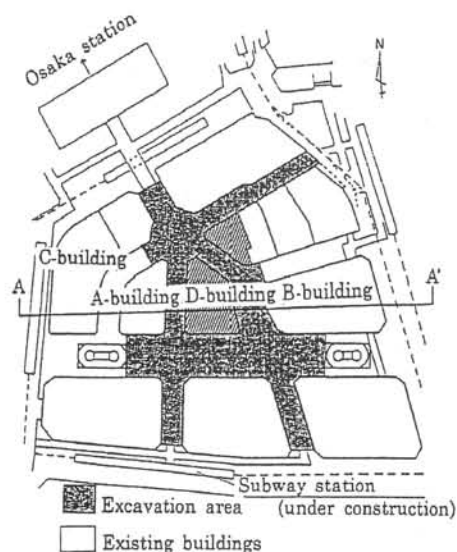 Osaka station
N
C-building
A
A'
A-building
D-building
B-building
Subway station
(under construction)
Excavation area
Existing buildings